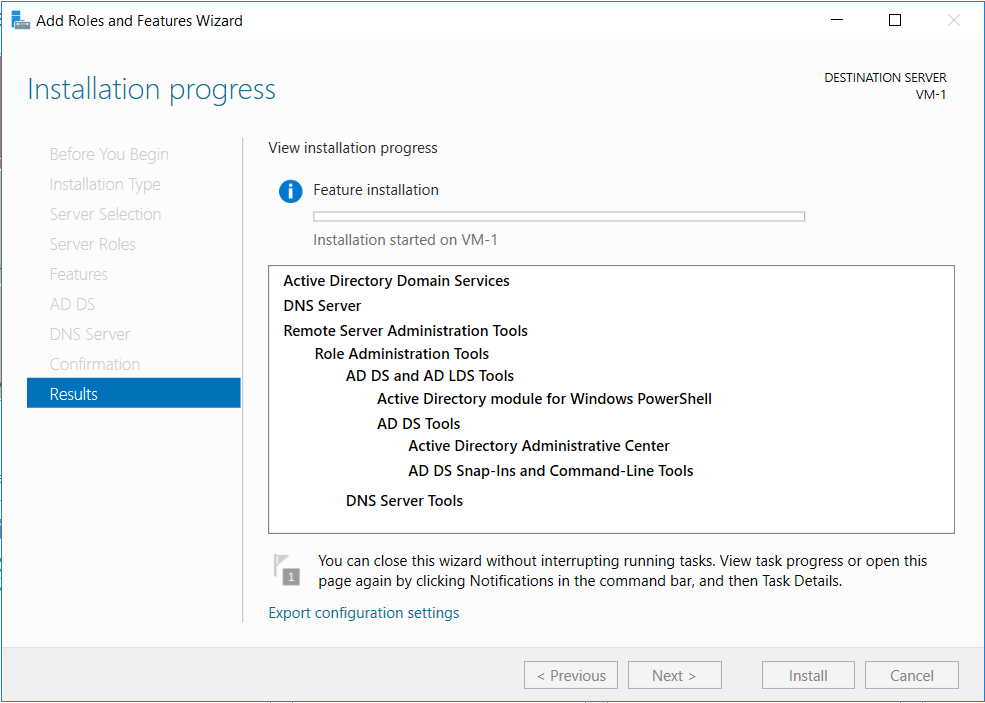 Add Roles and Features Wizard
Installation progress
DESTINATION SERVER
VM-1
Before You Begin
Installation Type
Server Selection
Server Roles
Features
AD DS
DNS Server
Confirmation
Results
View installation progress
Feature installation
Installation started on VM-1
Active Directory Domain Services
DNS Server
Remote Server Administration Tools
Role Administration Tools
AD DS and AD LDS Tools
Active Directory module for Windows PowerShell
AD DS Tools
Active Directory Administrative Center
AD DS Snap-Ins and Command-Line Tools
DNS Server Tools
1
You can close this wizard without interrupting running tasks. View task progress or open this
page again by clicking Notifications in the command bar, and then Task Details.
Export configuration settings
< Previous
Next >
Install
Cancel